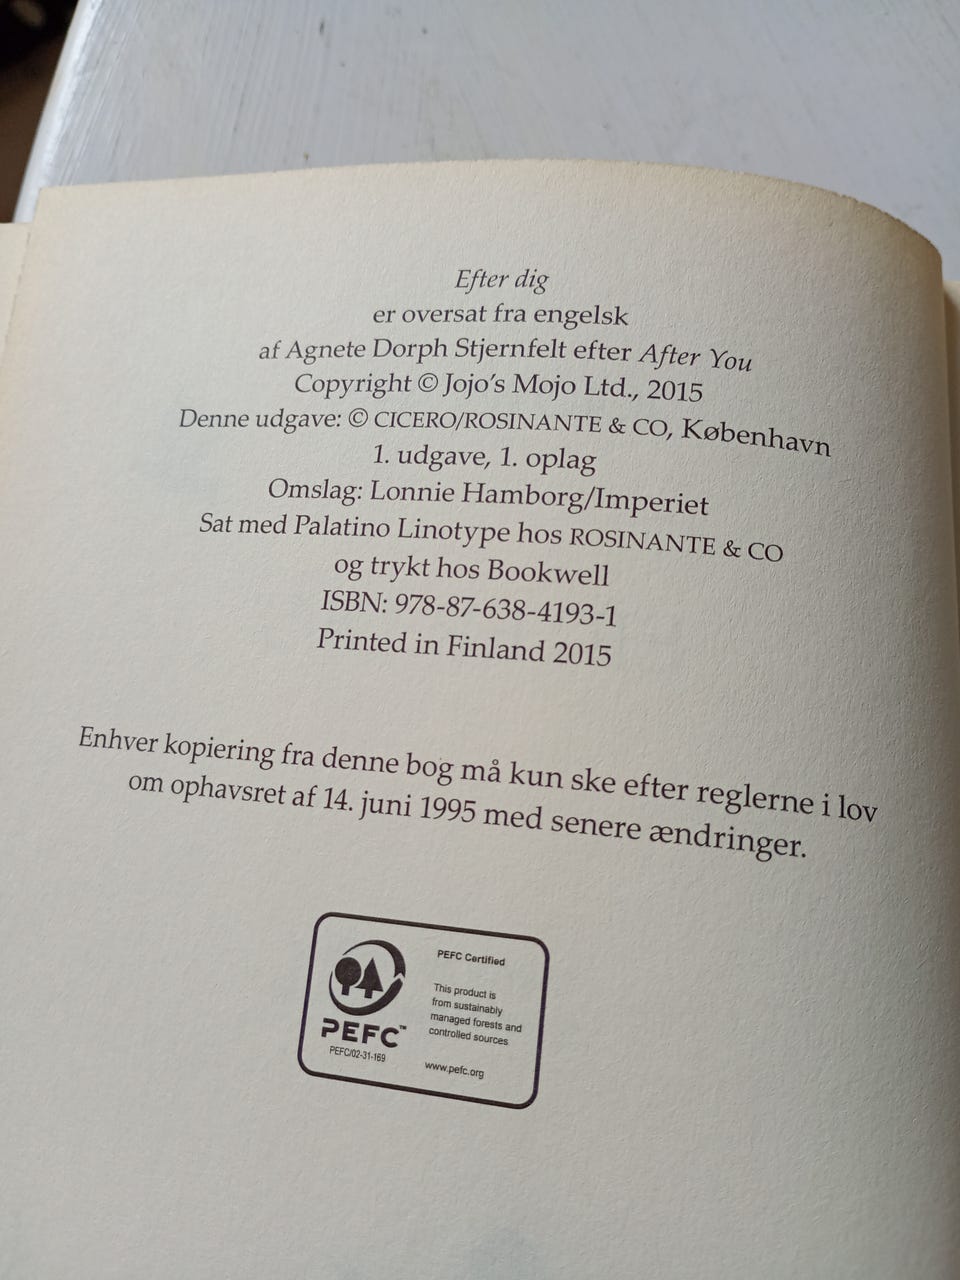 Efter dig
er oversat fra engelsk
af Agnete Dorph Stjernfelt efter After You
Copyright © Jojo's Mojo Ltd., 2015
Denne udgave: © CICERO/ROSINANTE & CO, København
1. udgave, 1. oplag
Omslag: Lonnie Hamborg/Imperiet
Sat med Palatino Linotype hos ROSINANTE & CO
og trykt hos Bookwell
ISBN: 978-87-638-4193-1
Printed in Finland 2015
Enhver kopiering fra denne bog må kun ske efter reglerne i lov
om ophavsret af 14. juni 1995 med senere ændringer.
PEFC™
PEFC/02-31-169
PEFC Certified
This product is
from sustainably
managed forests and
controlled sources
www.pefc.org